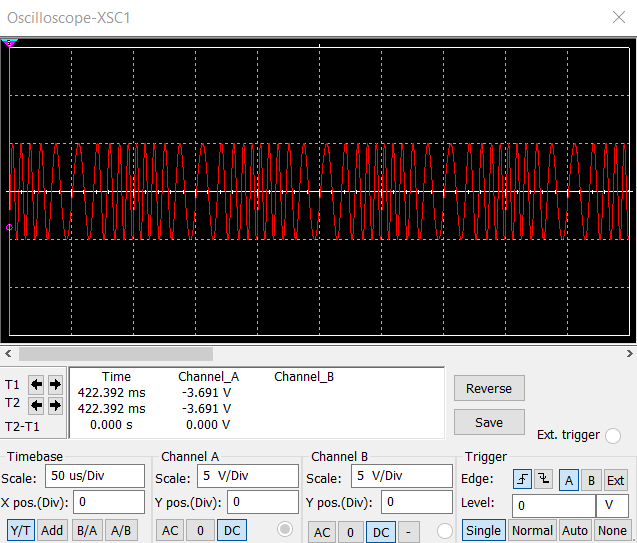 Oscilloscope-XSC1
Time Channel_A Channel_B
T1 422.392 ms -3.691 V
T2 422.392 ms -3.691 V
T2-T1 0.000 s 0.000 V
Reverse
Save
Ext. trigger
Timebase
Scale: 50 us/Div
X pos.(Div): 0
Y/T Add B/A A/B
Channel A
Scale: 5 V/Div
Y pos.(Div): 0
AC 0 DC
Channel B
Scale: 5 V/Div
Y pos.(Div): 0
AC 0 DC -
Trigger
Edge: A B Ext
Level: 0 V
Single Normal Auto None